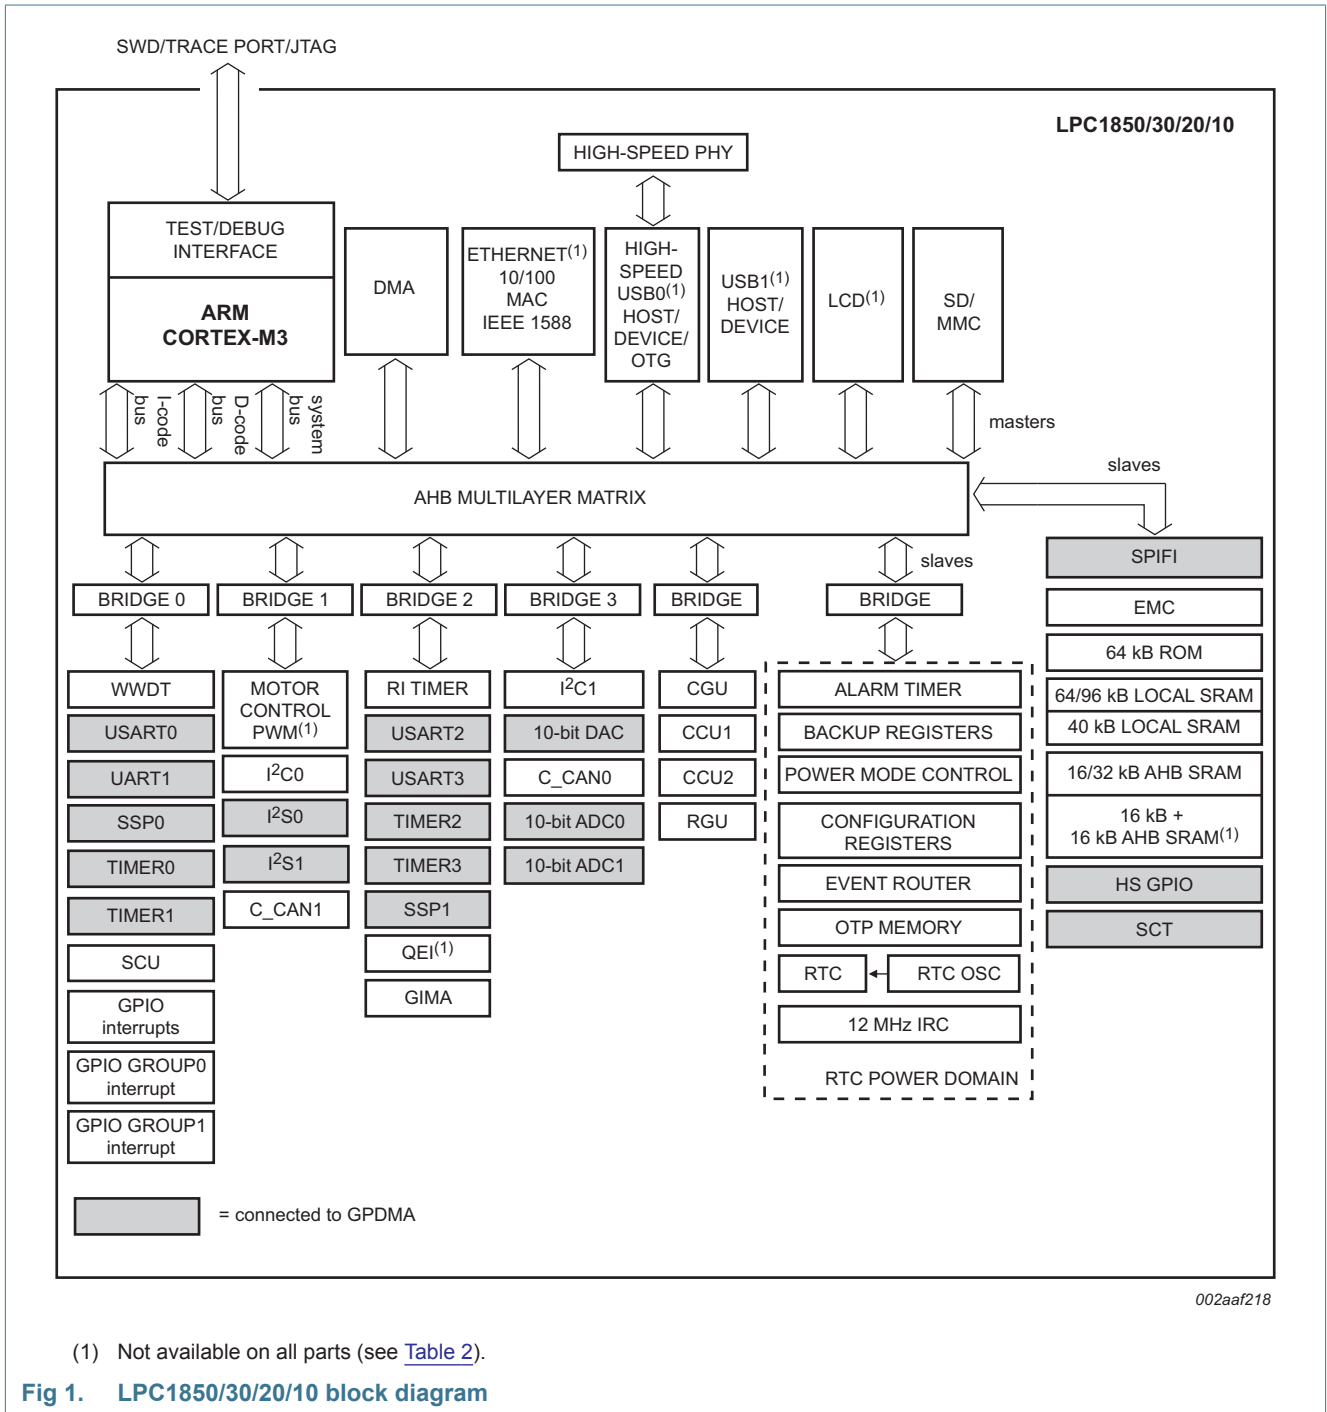 SWD/TRACE PORT/JTAG
LPC1850/30/20/10
HIGH-SPEED PHY
TEST/DEBUG
INTERFACE
ARM
CORTEX-M3
DMA
ETHERNET(1)
10/100
MAC
IEEE 1588
HIGH-
SPEED
USB0(1)
HOST/
DEVICE/
OTG
USB1(1)
HOST/
DEVICE
LCD(1)
SD/
MMC
I-code
bus
D-code
bus
system
bus
masters
slaves
AHB MULTILAYER MATRIX
slaves
BRIDGE 0
BRIDGE 1
BRIDGE 2
BRIDGE 3
BRIDGE
BRIDGE
WWDT
USART0
UART1
SSP0
TIMER0
TIMER1
SCU
GPIO
interrupts
GPIO GROUP0
interrupt
GPIO GROUP1
interrupt
MOTOR
CONTROL
PWM(1)
I2C0
I2S0
I2S1
C_CAN1
RI TIMER
USART2
USART3
TIMER2
TIMER3
SSP1
QEI(1)
GIMA
I2C1
10-bit DAC
C_CAN0
10-bit ADC0
10-bit ADC1
CGU
CCU1
CCU2
RGU
ALARM TIMER
BACKUP REGISTERS
POWER MODE CONTROL
CONFIGURATION
REGISTERS
EVENT ROUTER
OTP MEMORY
RTC
RTC OSC
12 MHz IRC
RTC POWER DOMAIN
SPIFI
EMC
64 kB ROM
64/96 kB LOCAL SRAM
40 kB LOCAL SRAM
16/32 kB AHB SRAM
16 kB +
16 kB AHB SRAM(1)
HS GPIO
SCT
= connected to GPDMA
002aaf218
(1) Not available on all parts (see Table 2).
Fig 1. LPC1850/30/20/10 block diagram